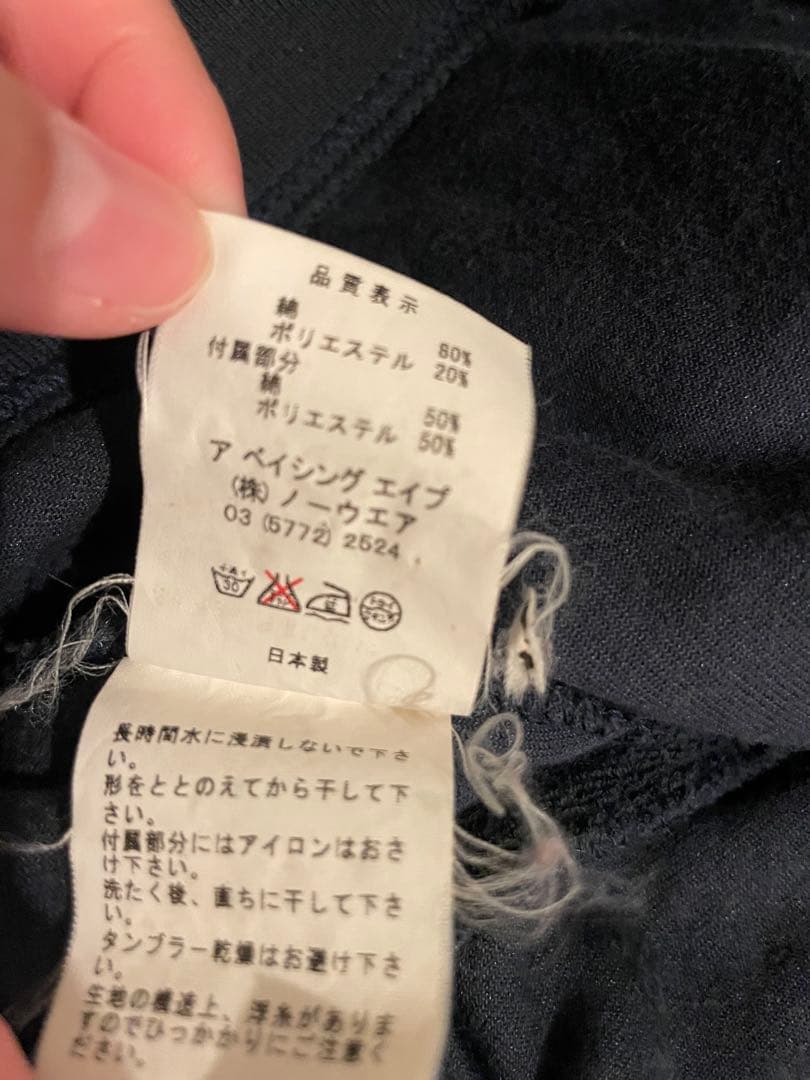 品質表示
綿 80%
ポリエステル 20%
付属部分
綿 50%
ポリエステル 50%
ア ベイシング エイプ
(株) ノーウエア
03 (5772) 2524
30
中
ドライ
日本製
長時間水に浸漬しないで下さ
い。
形をととのえてから干して下
さい。
付属部分にはアイロンはおさ
け下さい。
洗たく後、直ちに干して下さ
い。
タンブラー乾燥はお避け下さ
い。
生地の構造上、浮糸がありま
すのでひっかかりにご注意く
ださい。